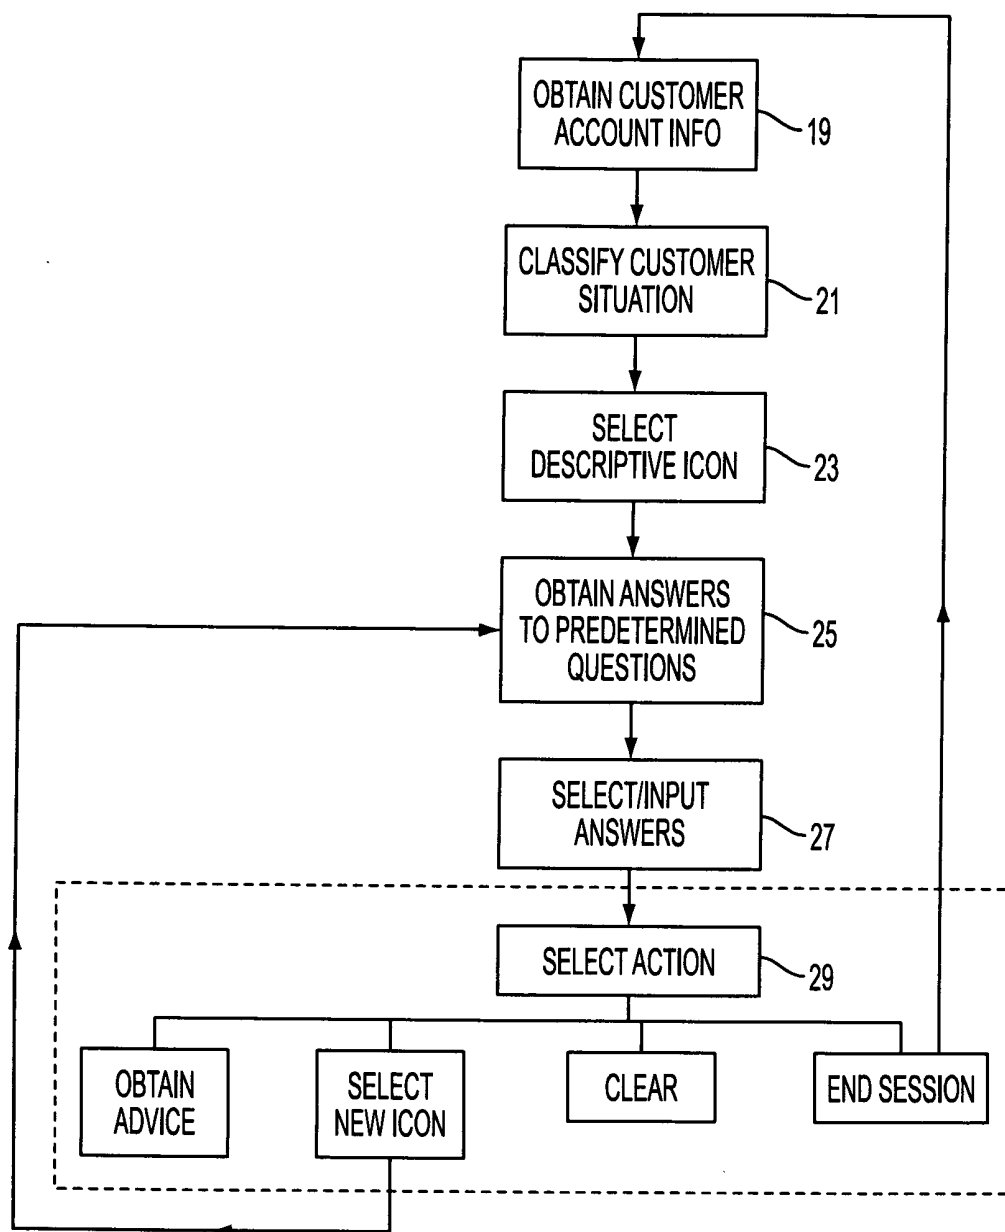 OBTAIN CUSTOMER
ACCOUNT INFO
19
CLASSIFY CUSTOMER
SITUATION
21
SELECT
DESCRIPTIVE ICON
23
OBTAIN ANSWERS
TO PREDETERMINED
QUESTIONS
25
SELECT/INPUT
ANSWERS
27
SELECT ACTION
29
OBTAIN
ADVICE
SELECT
NEW ICON
CLEAR
END SESSION